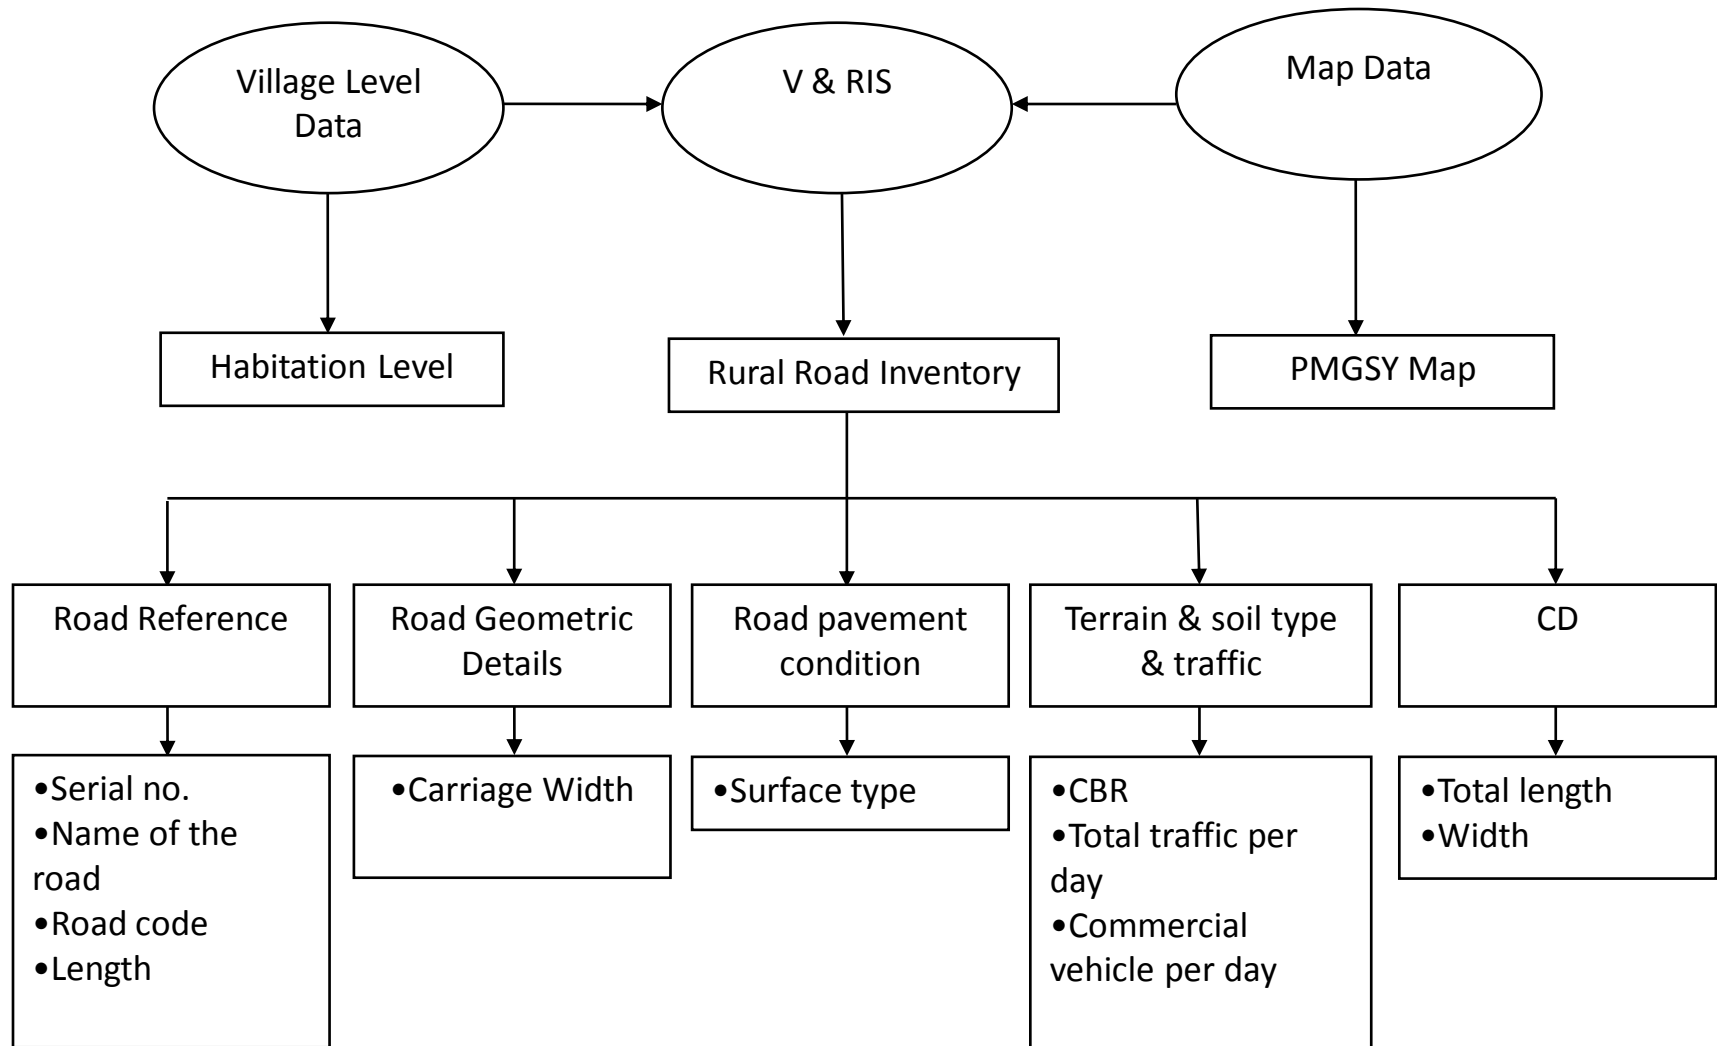 Village Level
Data
V & RIS
Map Data
Habitation Level
Rural Road Inventory
PMGSY Map
Road Reference
Road Geometric
Details
Road pavement
condition
Terrain & soil type
& traffic
CD
•Serial no.
•Name of the
road
•Road code
•Length
•Carriage Width
•Surface type
•CBR
•Total traffic per
day
•Commercial
vehicle per day
•Total length
•Width